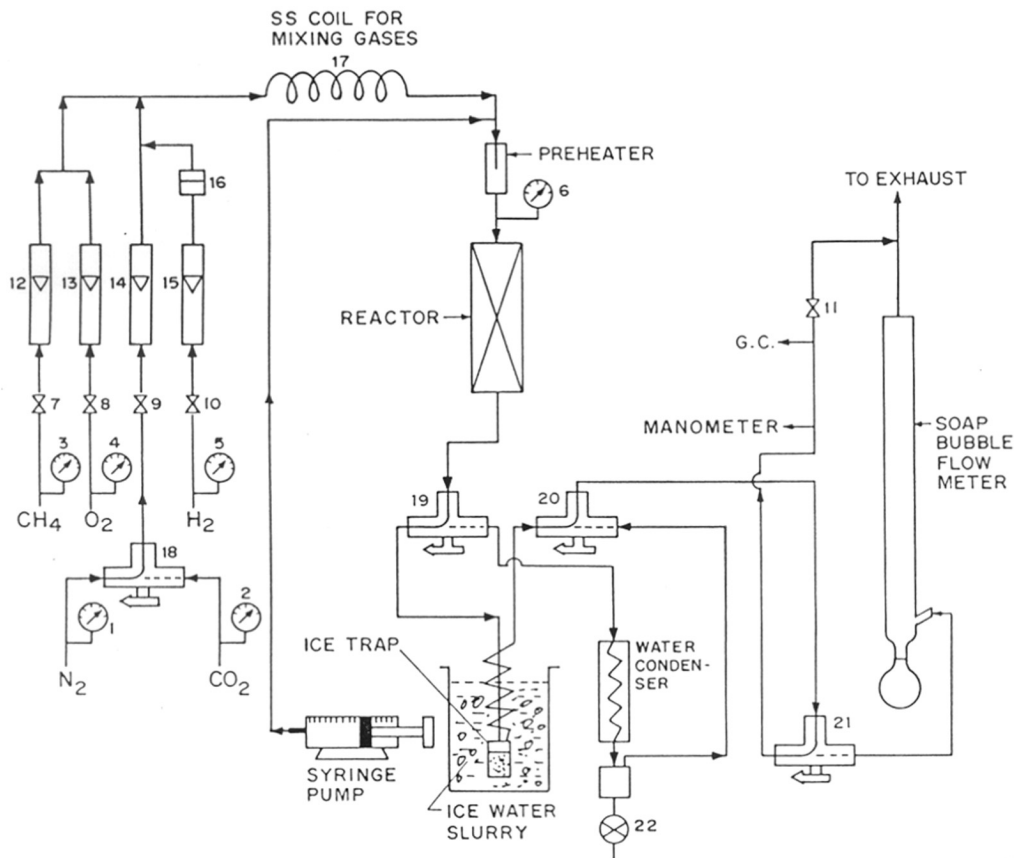 SS COIL FOR
MIXING GASES
17
PREHEATER
6
TO EXHAUST
16
12
13
14
15
REACTOR
11
G.C.
7
8
9
10
MANOMETER
SOAP
BUBBLE
FLOW
METER
3
4
5
CH4
O2
H2
19
20
18
1
2
N2
CO2
ICE TRAP
WATER
CONDEN-
SER
21
SYRINGE
PUMP
ICE WATER
SLURRY
22